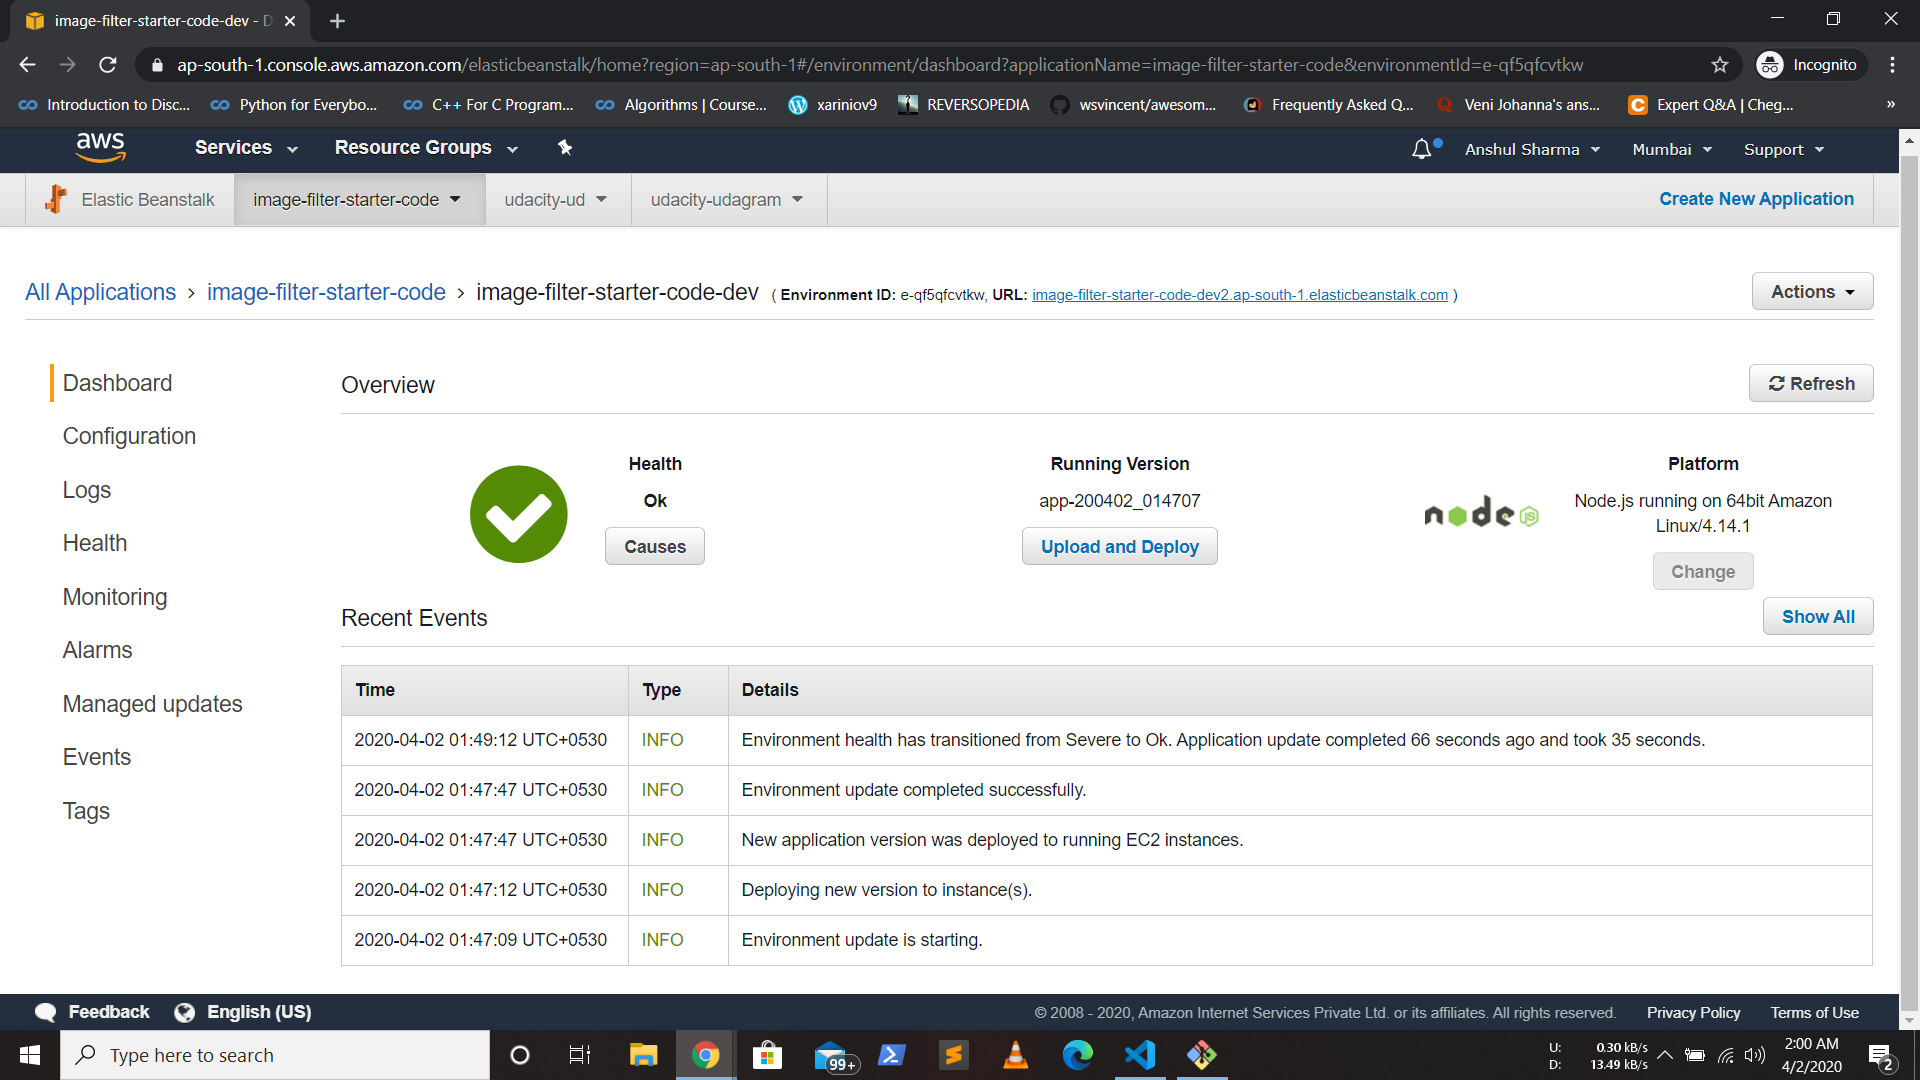 image-filter-starter-code-dev - D
ap-south-1.console.aws.amazon.com/elasticbeanstalk/home?region=ap-south-1#/environment/dashboard?applicationName=image-filter-starter-code&environmentId=e-qf5qfcvtkw
Incognito
Introduction to Disc... Python for Everybo... C++ For C Program... Algorithms | Course... xariniov9 REVERSOPEDIA wsvincent/awesom... Frequently Asked Q... Veni Johanna's ans... Expert Q&A | Cheg... »
aws Services Resource Groups Anshul Sharma Mumbai Support
Elastic Beanstalk image-filter-starter-code udacity-ud udacity-udagram Create New Application
All Applications › image-filter-starter-code › image-filter-starter-code-dev ( Environment ID: e-qf5qfcvtkw, URL: image-filter-starter-code-dev2.ap-south-1.elasticbeanstalk.com )
Actions
Dashboard
Configuration
Logs
Health
Monitoring
Alarms
Managed updates
Events
Tags
Overview
Refresh
Health
Ok
Causes
Running Version
app-200402_014707
Upload and Deploy
node JS
Platform
Node.js running on 64bit Amazon
Linux/4.14.1
Change
Recent Events
Show All
Time Type Details
2020-04-02 01:49:12 UTC+0530 INFO Environment health has transitioned from Severe to Ok. Application update completed 66 seconds ago and took 35 seconds.
2020-04-02 01:47:47 UTC+0530 INFO Environment update completed successfully.
2020-04-02 01:47:47 UTC+0530 INFO New application version was deployed to running EC2 instances.
2020-04-02 01:47:12 UTC+0530 INFO Deploying new version to instance(s).
2020-04-02 01:47:09 UTC+0530 INFO Environment update is starting.
Feedback English (US)
© 2008 - 2020, Amazon Internet Services Private Ltd. or its affiliates. All rights reserved. Privacy Policy Terms of Use
Type here to search
99+
U: 0.30 kB/s
D: 13.49 kB/s
2:00 AM
4/2/2020
2